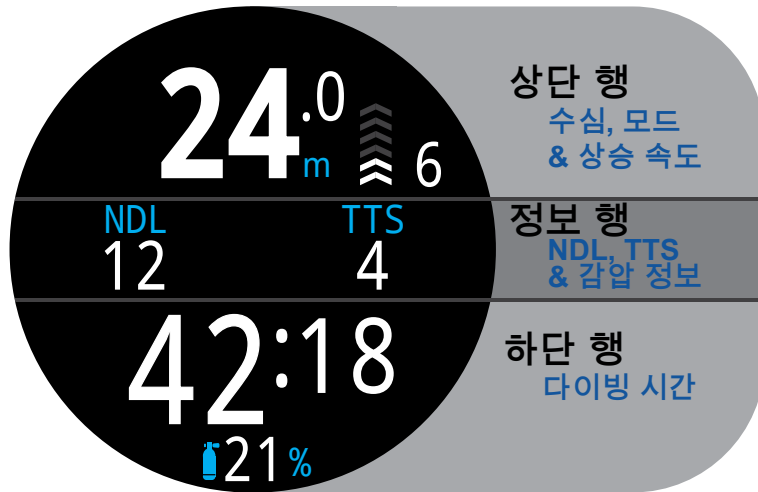 24.0
m
6
상단 행
수심, 모드
& 상승 속도
NDL
TTS
12
4
정보 행
NDL, TTS
& 감압 정보
42:18
21%
하단 행
다이빙 시간